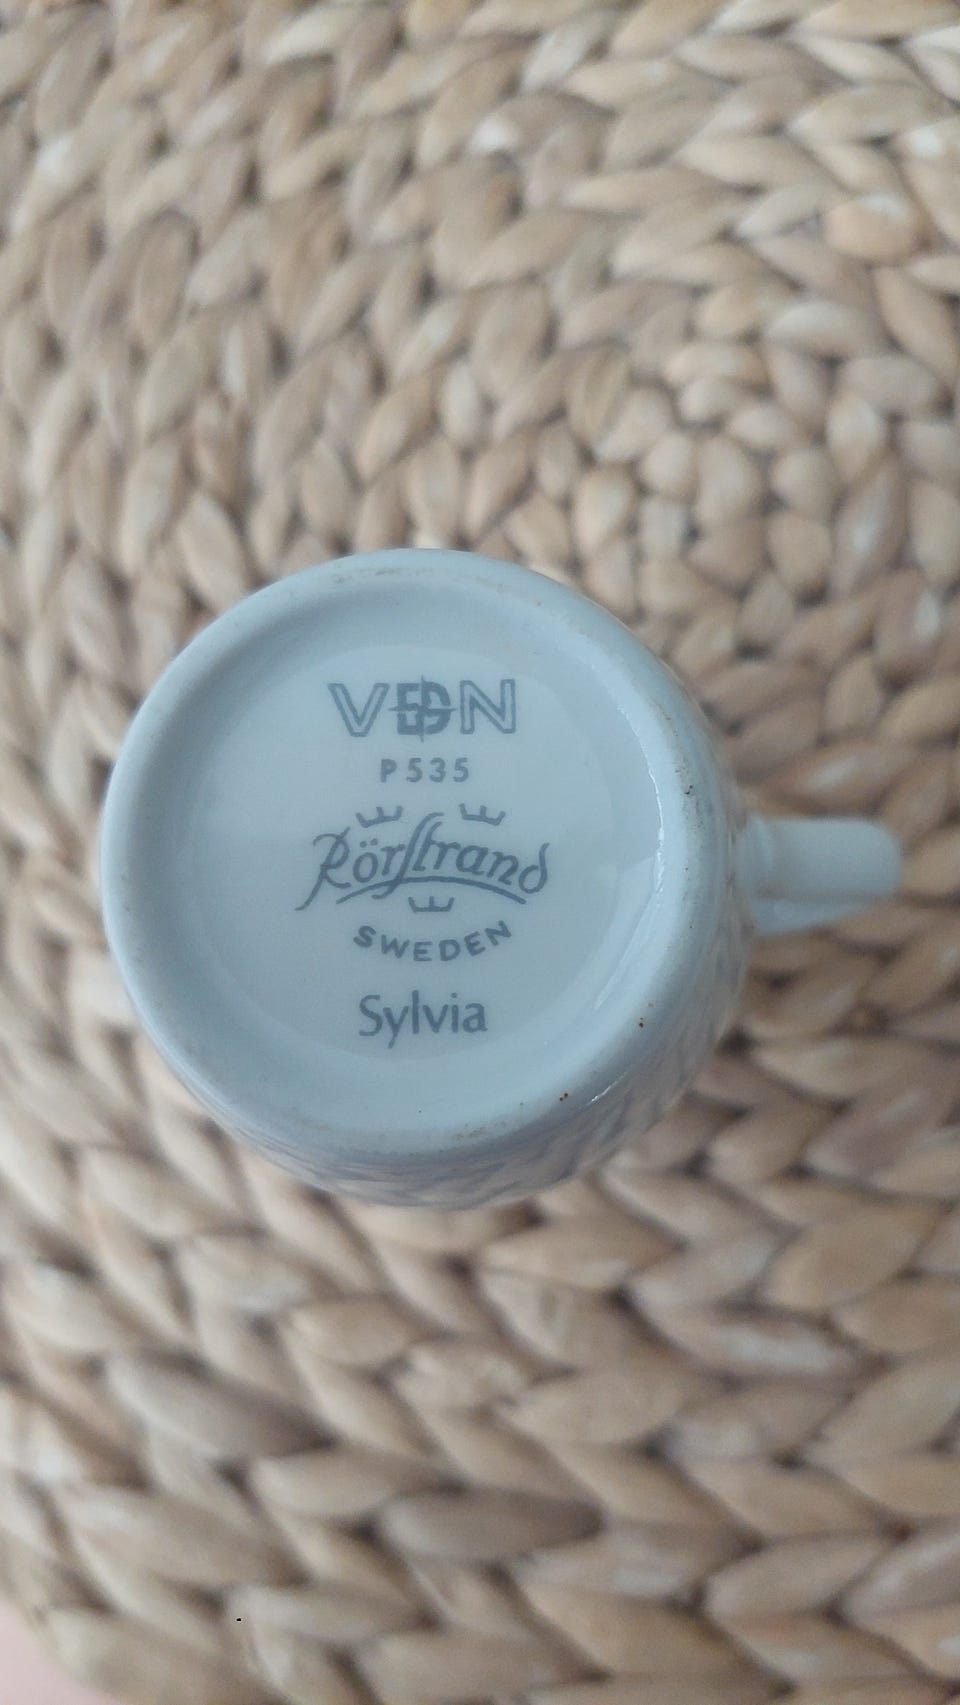 VDN
P535
Rörstrand
SWEDEN
Sylvia